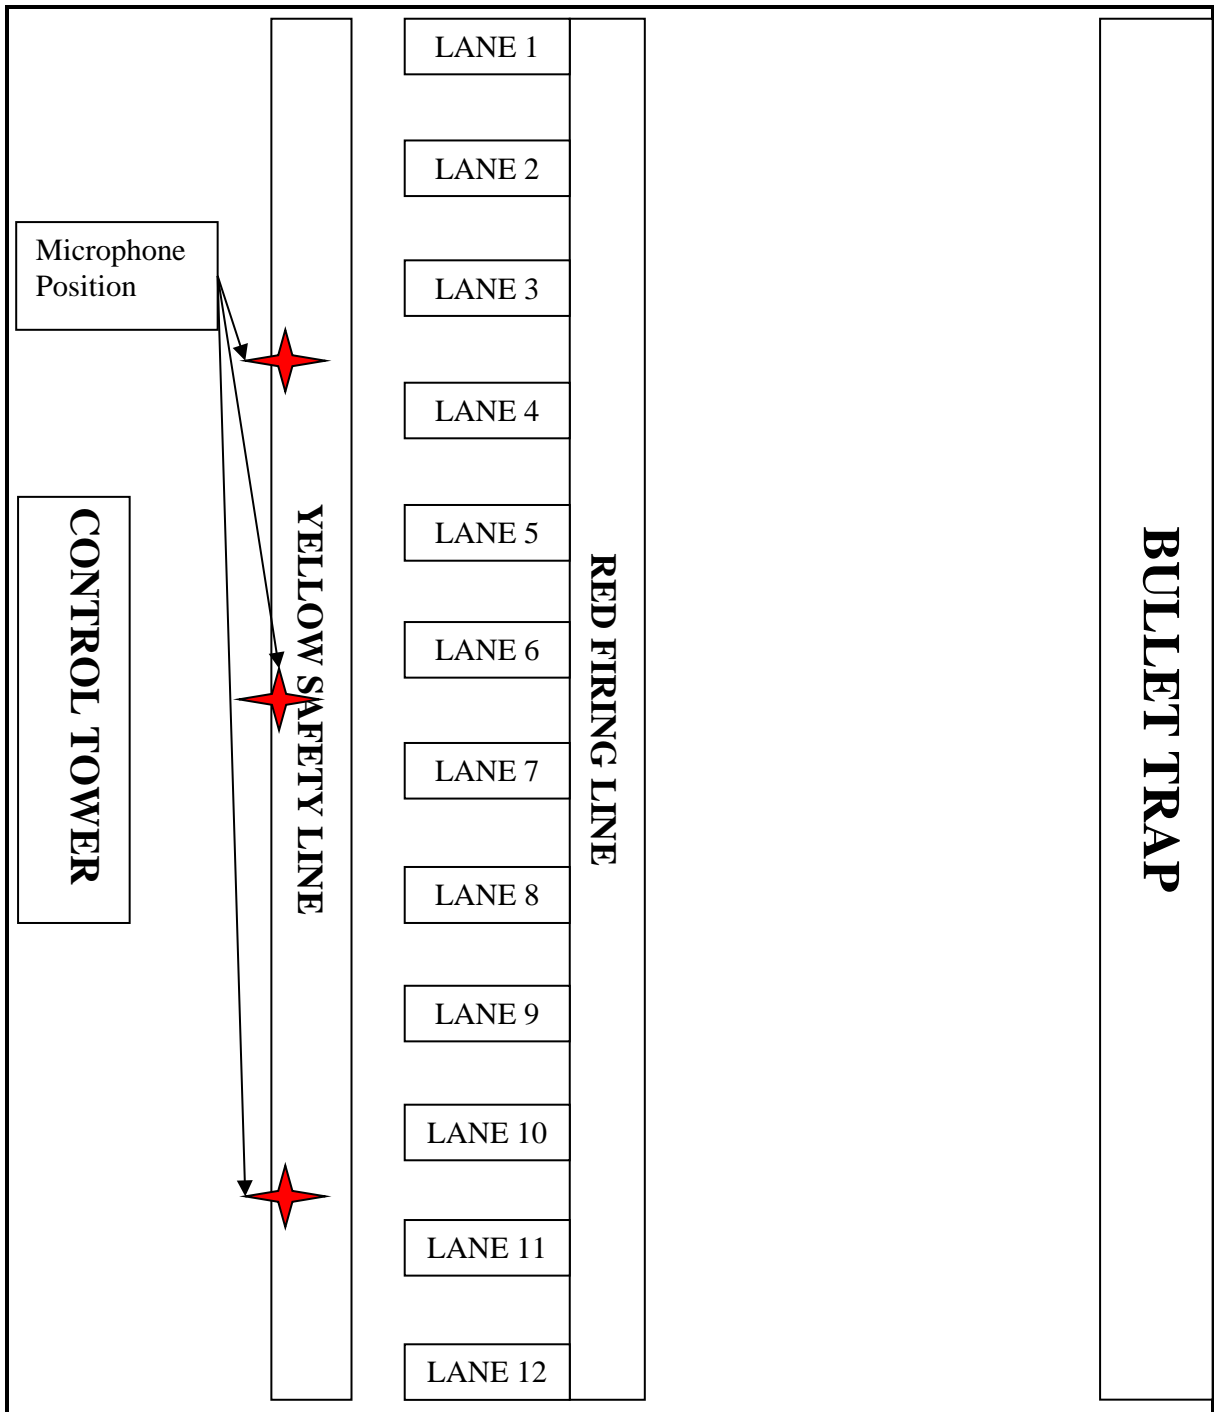 LANE 1
LANE 2
Microphone
Position
LANE 3
LANE 4
CONTROL TOWER
YELLOW SAFETY LINE
LANE 5
RED FIRING LINE
BULLET TRAP
LANE 6
LANE 7
LANE 8
LANE 9
LANE 10
LANE 11
LANE 12